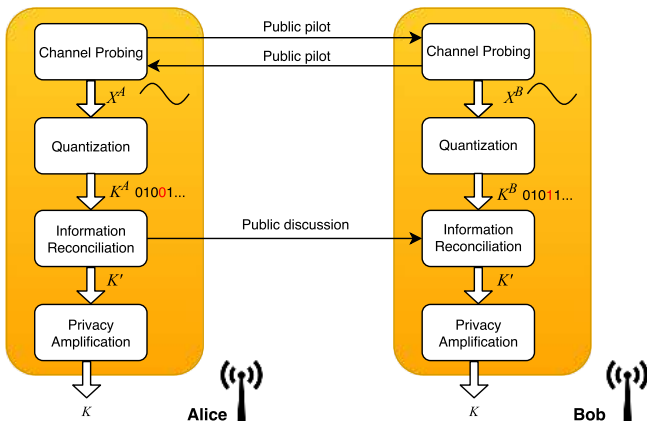 Public pilot
Channel Probing
Channel Probing
Public pilot
X^A
X^B
Quantization
Quantization
K^A 01001...
K^B 01011...
Public discussion
Information
Reconciliation
Information
Reconciliation
K'
K'
Privacy
Amplification
Privacy
Amplification
K
Alice
K
Bob